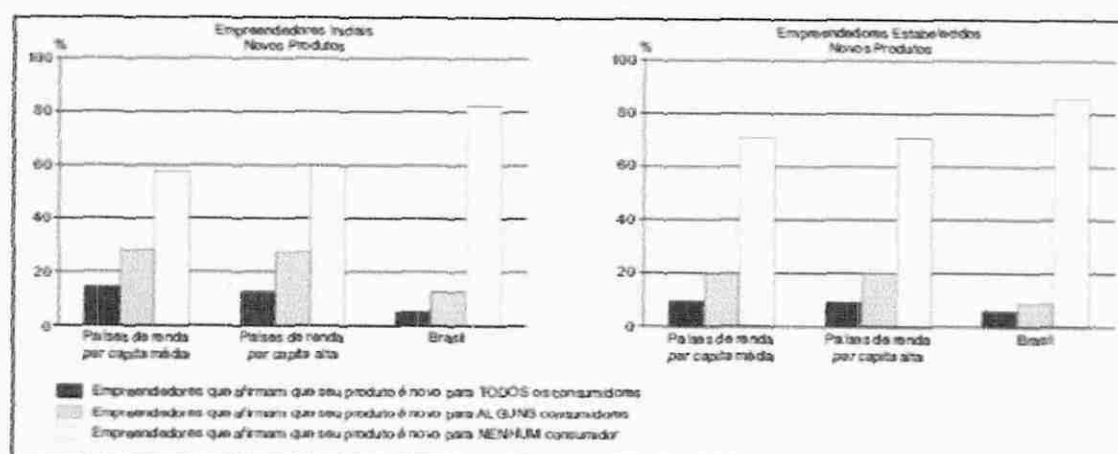 Empreendedores Iniciais
Novos Produtos
%
100
80
60
40
20
0
Países de renda
per capita média
Países de renda
per capita alta
Brasil
Empreendedores Estabelecidos
Novos Produtos
%
100
80
60
40
20
0
Países de renda
per capita média
Países de renda
per capita alta
Brasil
Empreendedores que afirmam que seu produto é novo para TODOS os consumidores
Empreendedores que afirmam que seu produto é novo para ALGUNS consumidores
Empreendedores que afirmam que seu produto é novo para NENHUM consumidor